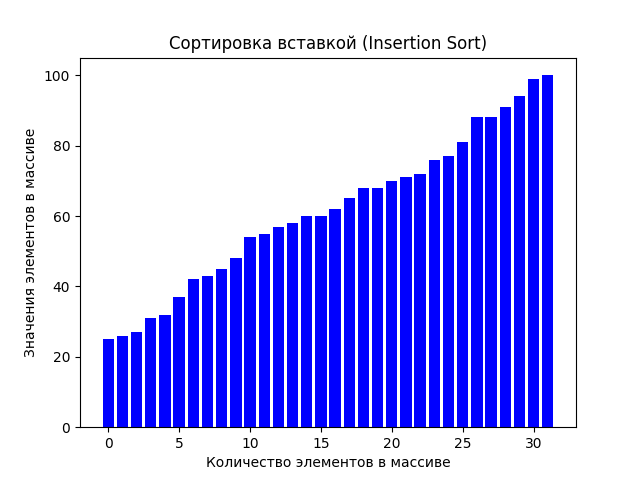 Сортировка вставкой (Insertion Sort)
Значения элементов в массиве
100
80
60
40
20
0
0 5 10 15 20 25 30
Количество элементов в массиве